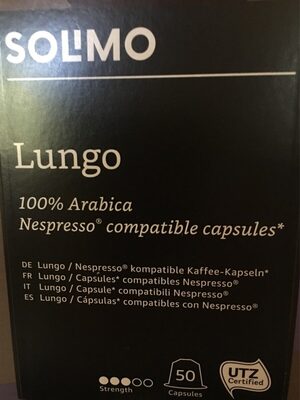 SOLIMO
Lungo
100% Arabica
Nespresso® compatible capsules*
DE Lungo / Nespresso® kompatible Kaffee-Kapseln*
FR Lungo / Capsules* compatibles Nespresso®
IT Lungo / Capsule* compatibili Nespresso®
ES Lungo / Cápsulas* compatibles con Nespresso®
Strength
50
Capsules
UTZ
Certified